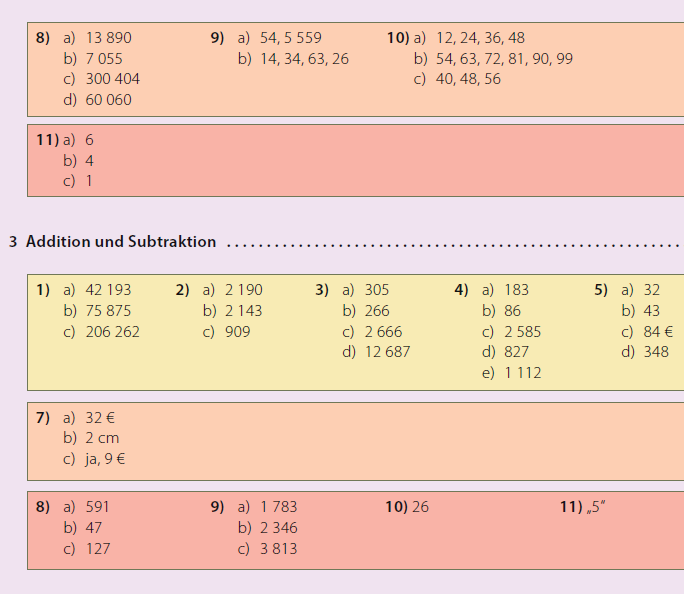 8) a) 13 890 9) a) 54, 5 559 10) a) 12, 24, 36, 48
b) 7 055 b) 14, 34, 63, 26 b) 54, 63, 72, 81, 90, 99
c) 300 404 c) 40, 48, 56
d) 60 060
11) a) 6
b) 4
c) 1
3 Addition und Subtraktion ............................................................
1) a) 42 193 2) a) 2 190 3) a) 305 4) a) 183 5) a) 32
b) 75 875 b) 2 143 b) 266 b) 86 b) 43
c) 206 262 c) 909 c) 2 666 c) 2 585 c) 84 €
d) 12 687 d) 827 d) 348
e) 1 112
7) a) 32 €
b) 2 cm
c) ja, 9 €
8) a) 591 9) a) 1 783 10) 26 11) „5“
b) 47 b) 2 346
c) 127 c) 3 813